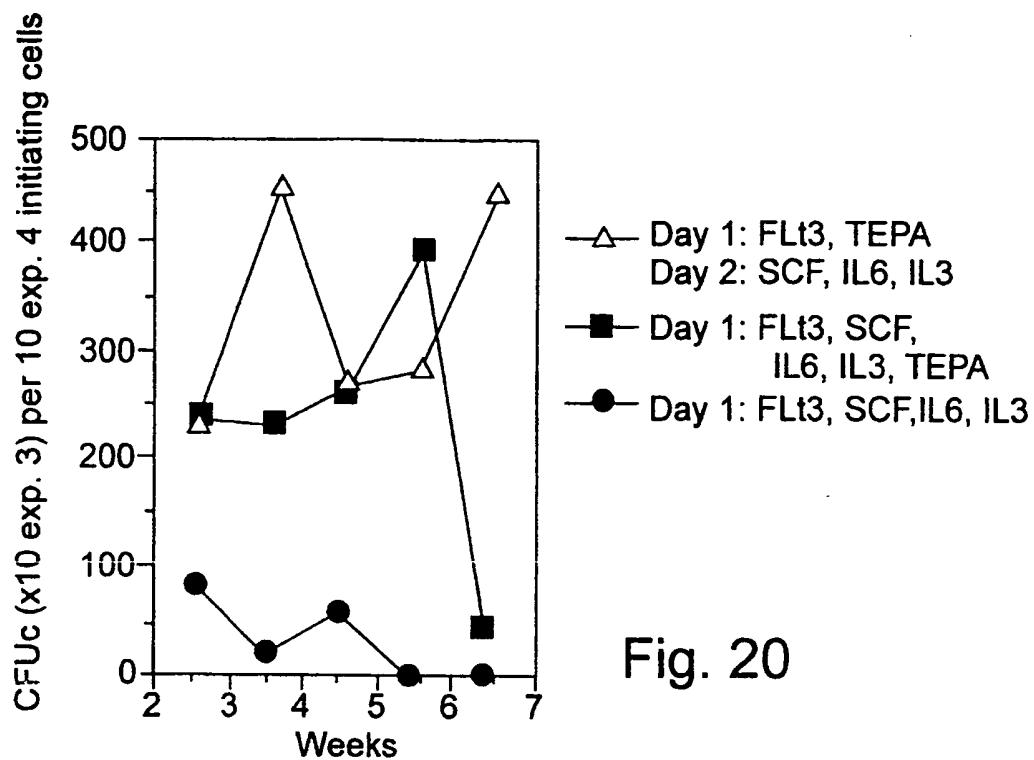 CFUc (x10 exp. 3) per 10 exp. 4 initiating cells
500
400
300
200
100
0
2 3 4 5 6 7
Weeks
Day 1: FLt3, TEPA
Day 2: SCF, IL6, IL3
Day 1: FLt3, SCF,
IL6, IL3, TEPA
Day 1: FLt3, SCF,IL6, IL3
Fig. 20